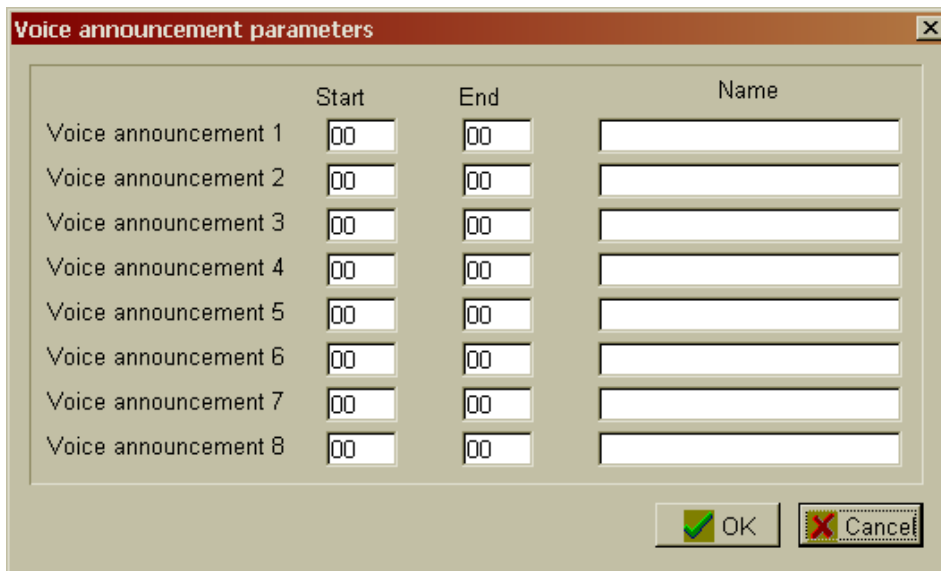 Voice announcement parameters
Start End Name
Voice announcement 1 00 00
Voice announcement 2 00 00
Voice announcement 3 00 00
Voice announcement 4 00 00
Voice announcement 5 00 00
Voice announcement 6 00 00
Voice announcement 7 00 00
Voice announcement 8 00 00
OK Cancel